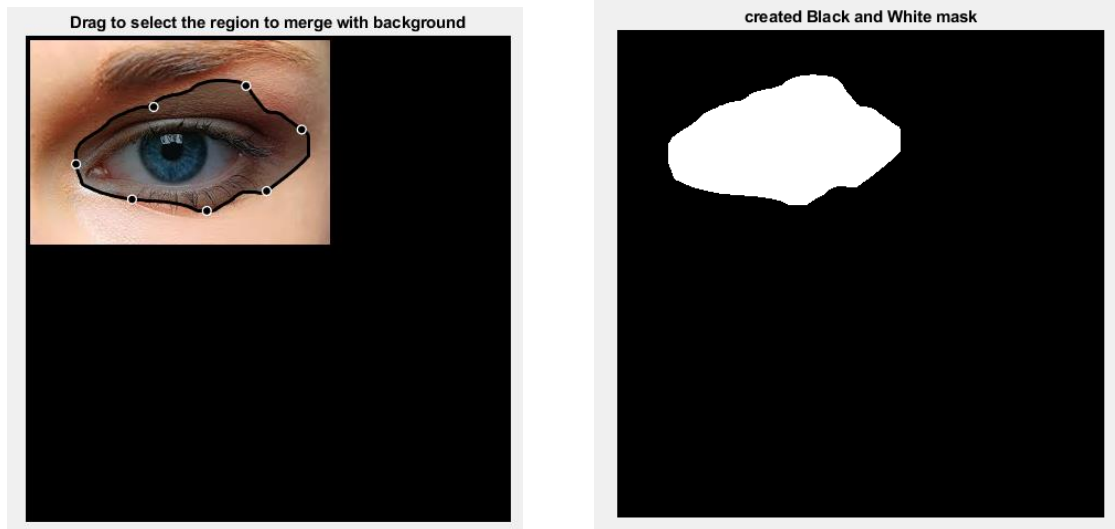 Drag to select the region to merge with background
created Black and White mask